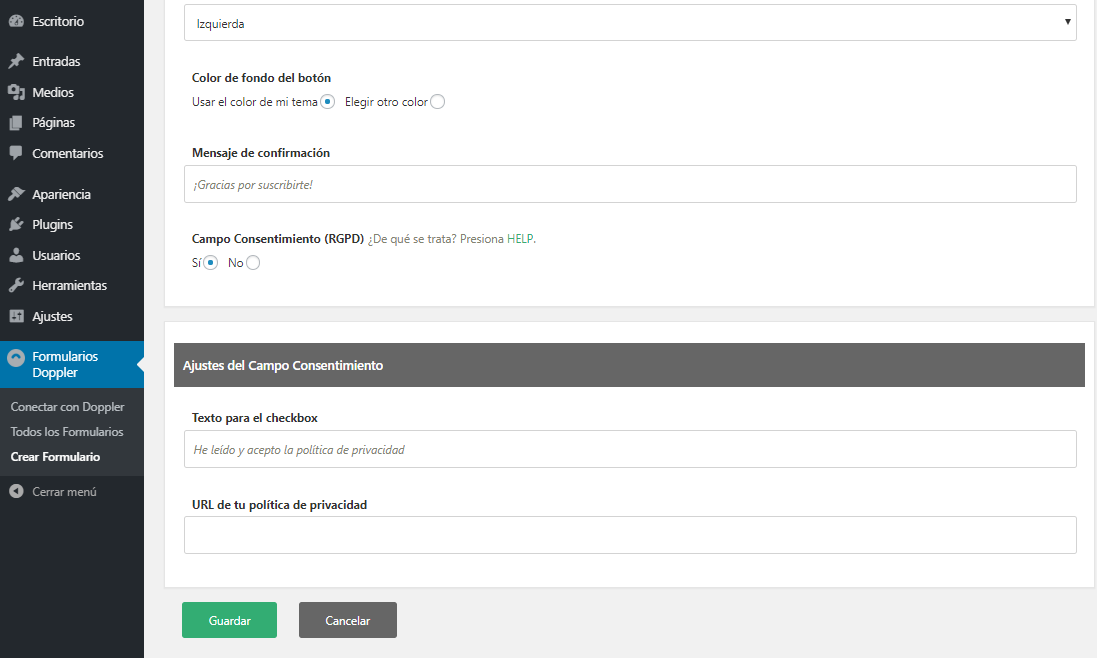 Escritorio
Entradas
Medios
Páginas
Comentarios
Apariencia
Plugins
Usuarios
Herramientas
Ajustes
Formularios
Doppler
Conectar con Doppler
Todos los Formularios
Crear Formulario
Cerrar menú
Izquierda
Color de fondo del botón
Usar el color de mi tema Elegir otro color
Mensaje de confirmación
¡Gracias por suscribirte!
Campo Consentimiento (RGPD) ¿De qué se trata? Presiona HELP.
Sí No
Ajustes del Campo Consentimiento
Texto para el checkbox
He leído y acepto la política de privacidad
URL de tu política de privacidad
Guardar Cancelar